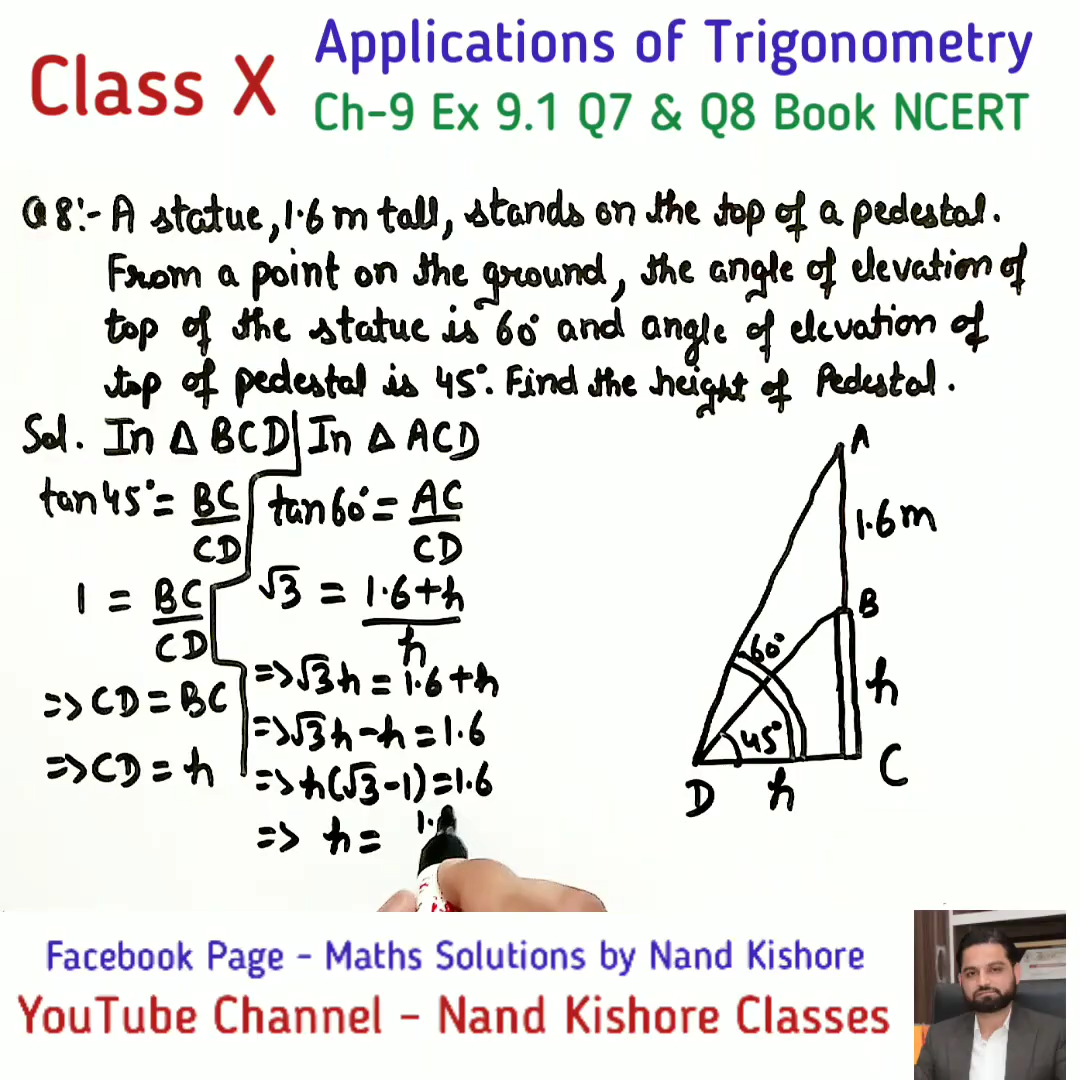 Class X
Applications of Trigonometry
Ch-9 Ex 9.1 Q7 & Q8 Book NCERT
Q8:- A statue, 1.6 m tall, stands on the top of a pedestal.
From a point on the ground, the angle of elevation of
top of the statue is 60° and angle of elevation of
top of pedestal is 45°. Find the height of Pedestal.
Sol. In Δ BCD
tan45° = BC/CD
1 = BC/CD
=> CD = BC
=> CD = h
In Δ ACD
tan60° = AC/CD
√3 = 1.6+h/h
=> √3h = 1.6+h
=> √3h - h = 1.6
=> h(√3-1) = 1.6
=> h = 1.
A
1.6m
B
60°
h
45°
D
h
C
Facebook Page - Maths Solutions by Nand Kishore
YouTube Channel - Nand Kishore Classes